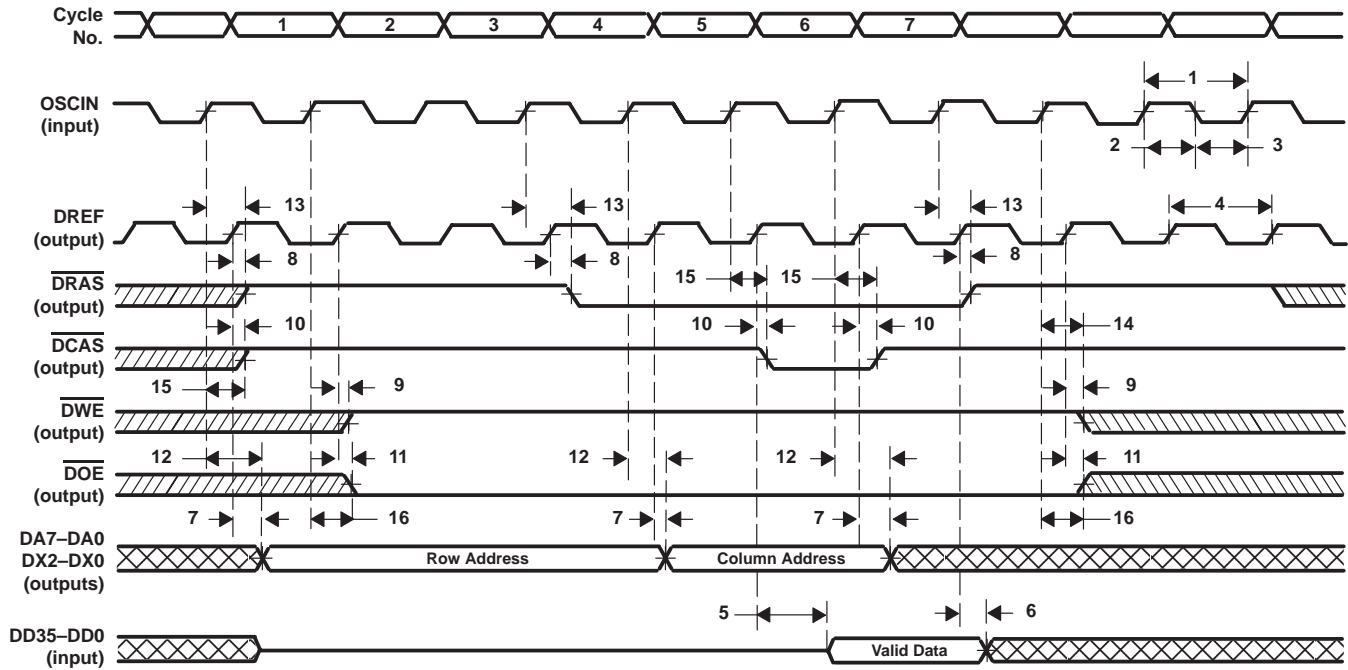 Cycle
No.
1 2 3 4 5 6 7
OSCIN
(input)
1
2 3
DREF
(output)
13 13 13 4
8 8 8
DRAS
(output)
15 15
10 10 10 14
DCAS
(output)
15 9 9
DWE
(output)
12 11 12 12 11
DOE
(output)
7 16 7 7 16
DA7–DA0
DX2–DX0
(outputs)
Row Address Column Address
5 6
DD35–DD0
(input)
Valid Data